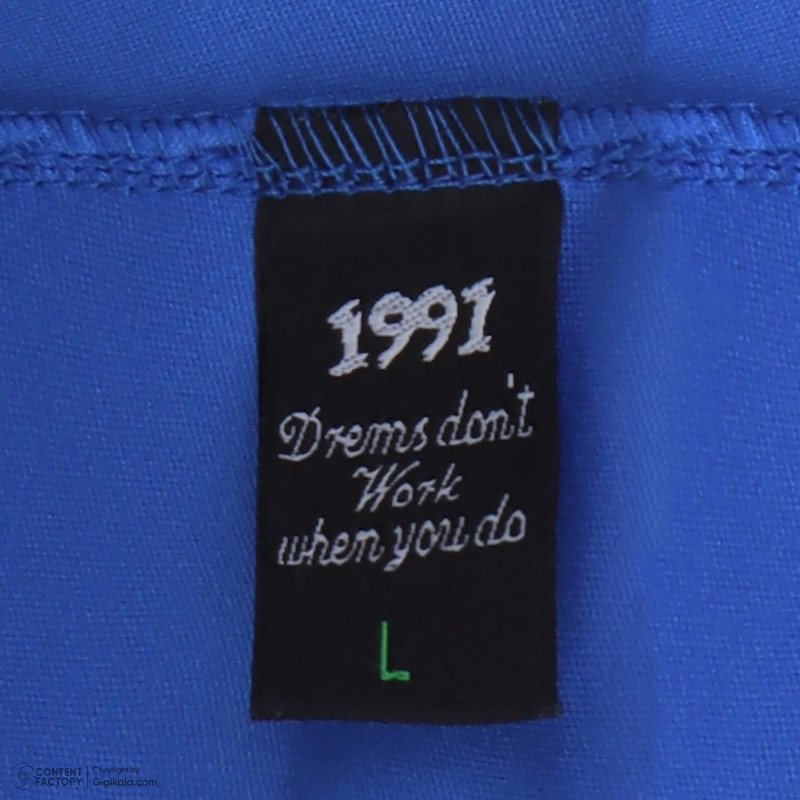 1991
Drems don't
Work
when you do
L
CONTENT FACTORY
Copyright by
Digikala.com